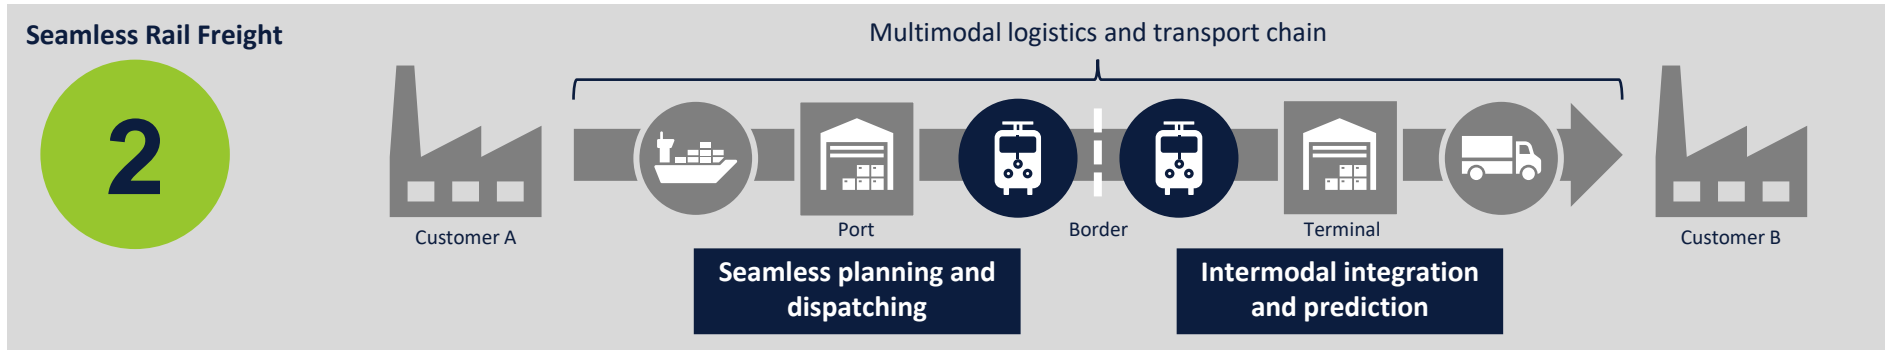 Seamless Rail Freight
2
Multimodal logistics and transport chain
Customer A
Port
Border
Terminal
Customer B
Seamless planning and
dispatching
Intermodal integration
and prediction